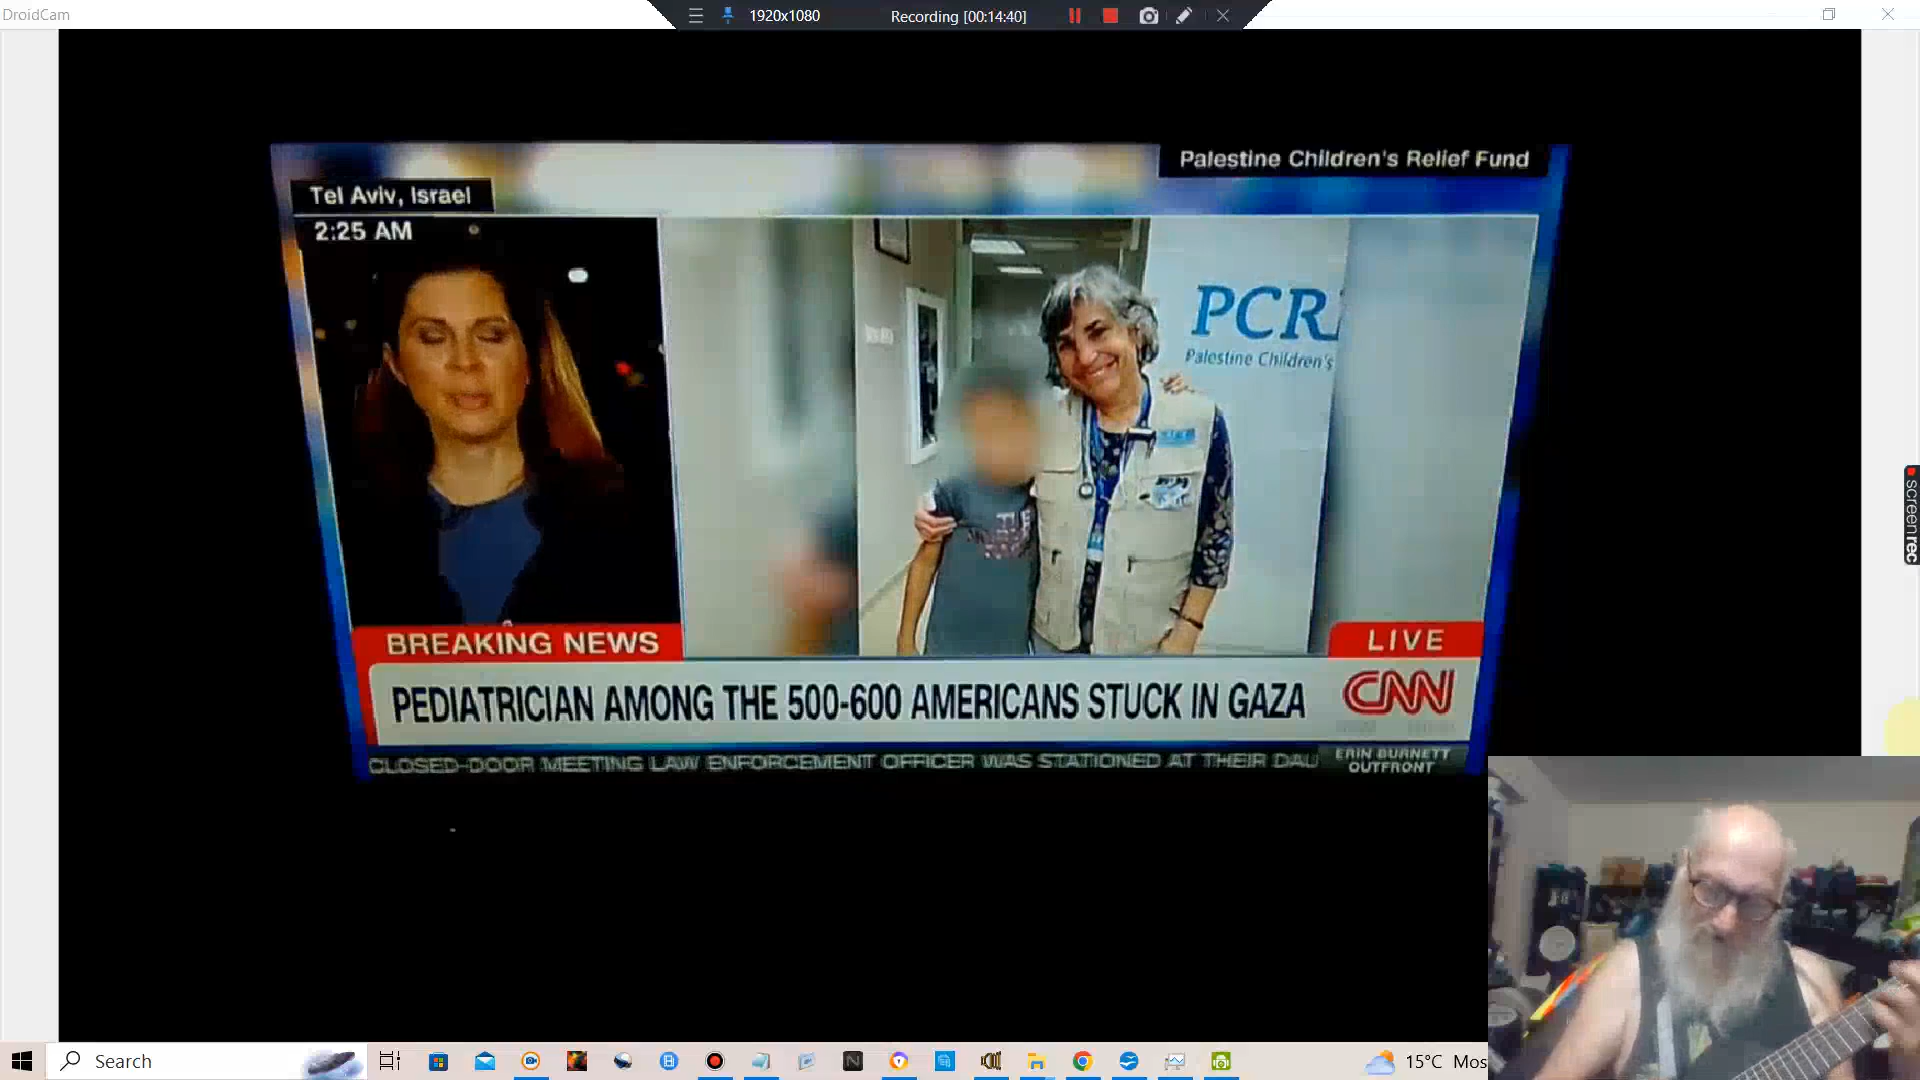 DroidCam
1920x1080
Recording [00:14:40]
Palestine Children's Relief Fund
Tel Aviv, Israel
2:25 AM
PCR
Palestine Children's
BREAKING NEWS
LIVE
PEDIATRICIAN AMONG THE 500-600 AMERICANS STUCK IN GAZA
CNN
CLOSED-DOOR MEETING LAW ENFORCEMENT OFFICER WAS STATIONED AT THEIR DAU
ERIN BURNETT
OUTFRONT
screenrec
Search
15°C Mos